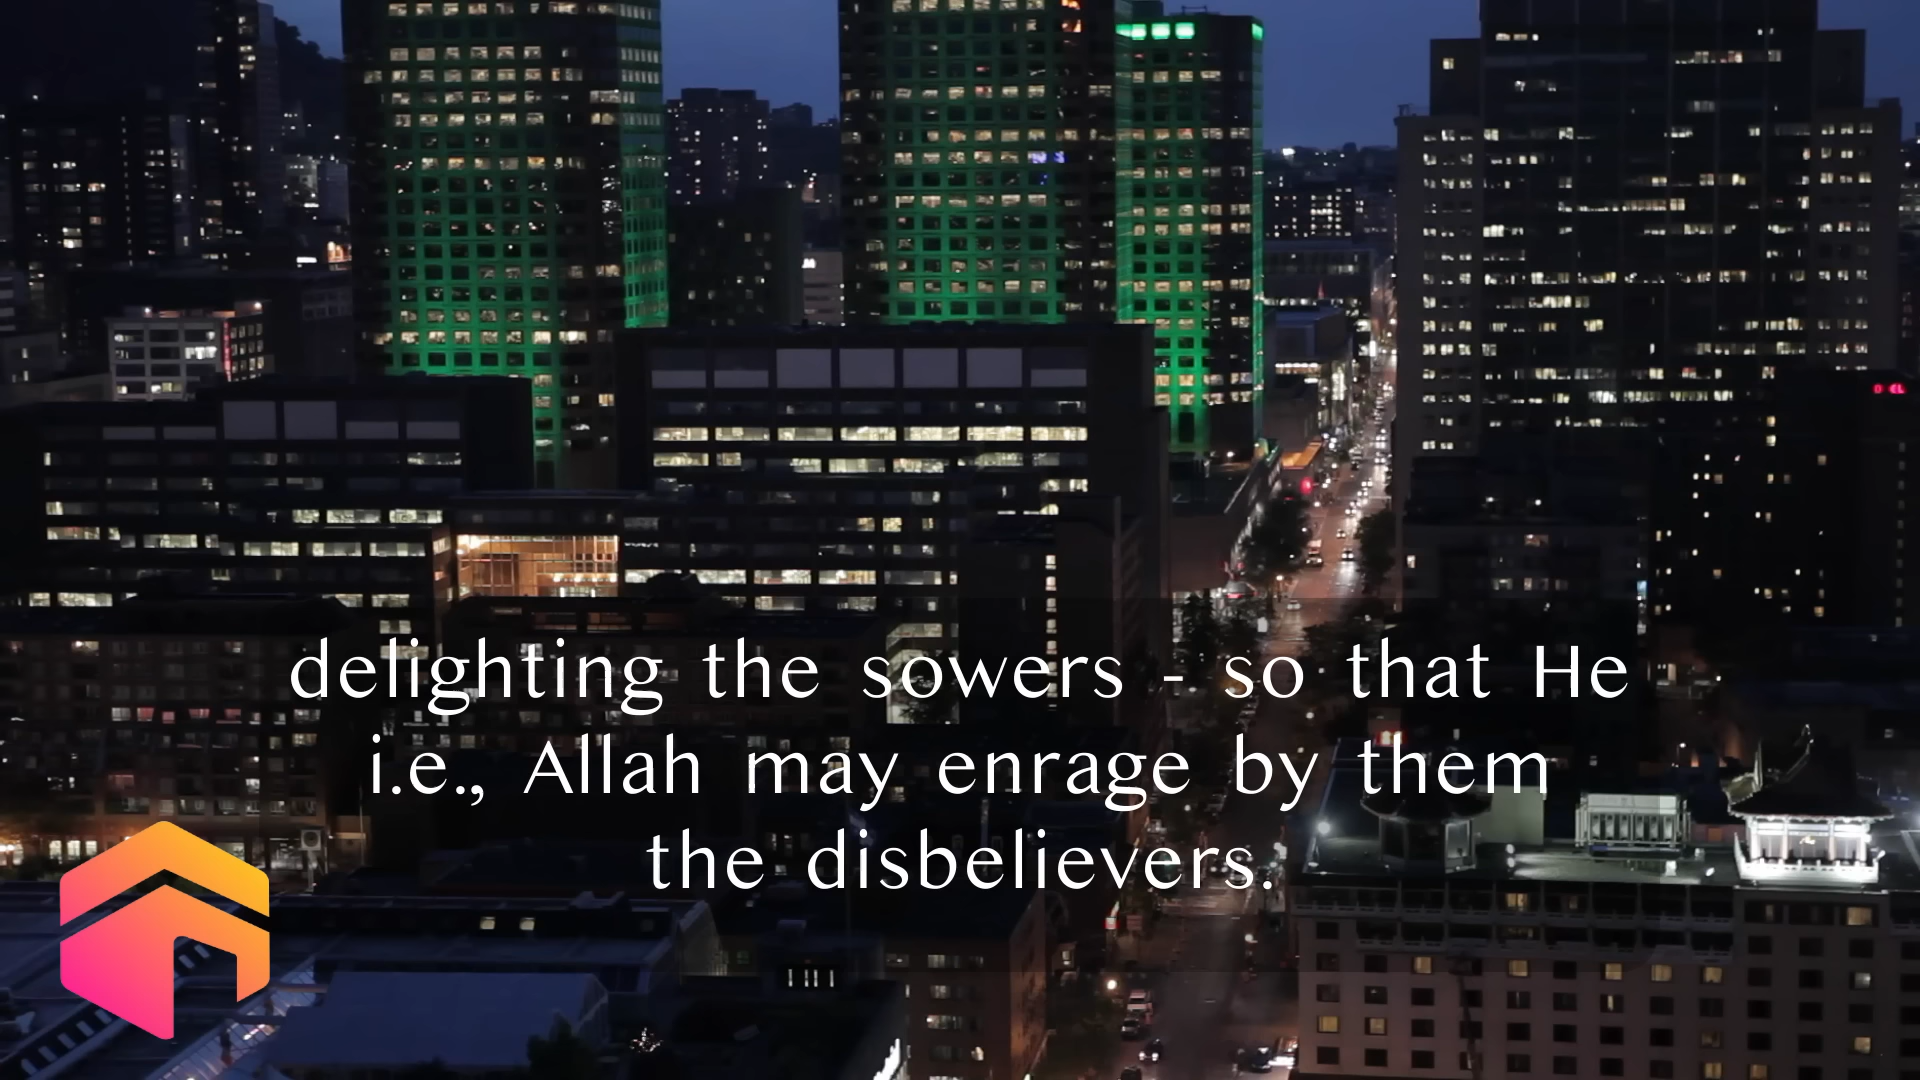 delighting the sowers - so that He
i.e., Allah may enrage by them
the disbelievers.